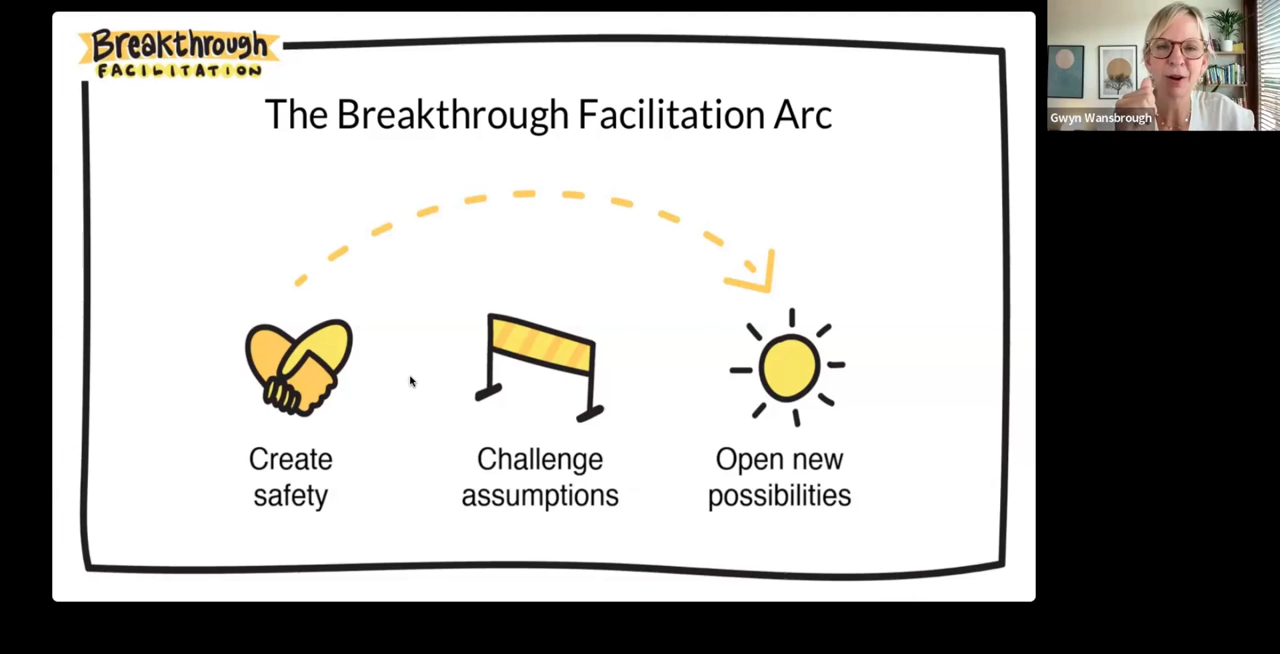 Breakthrough
FACILITATION
The Breakthrough Facilitation Arc
Gwyn Wansbrough
Create
safety
Challenge
assumptions
Open new
possibilities